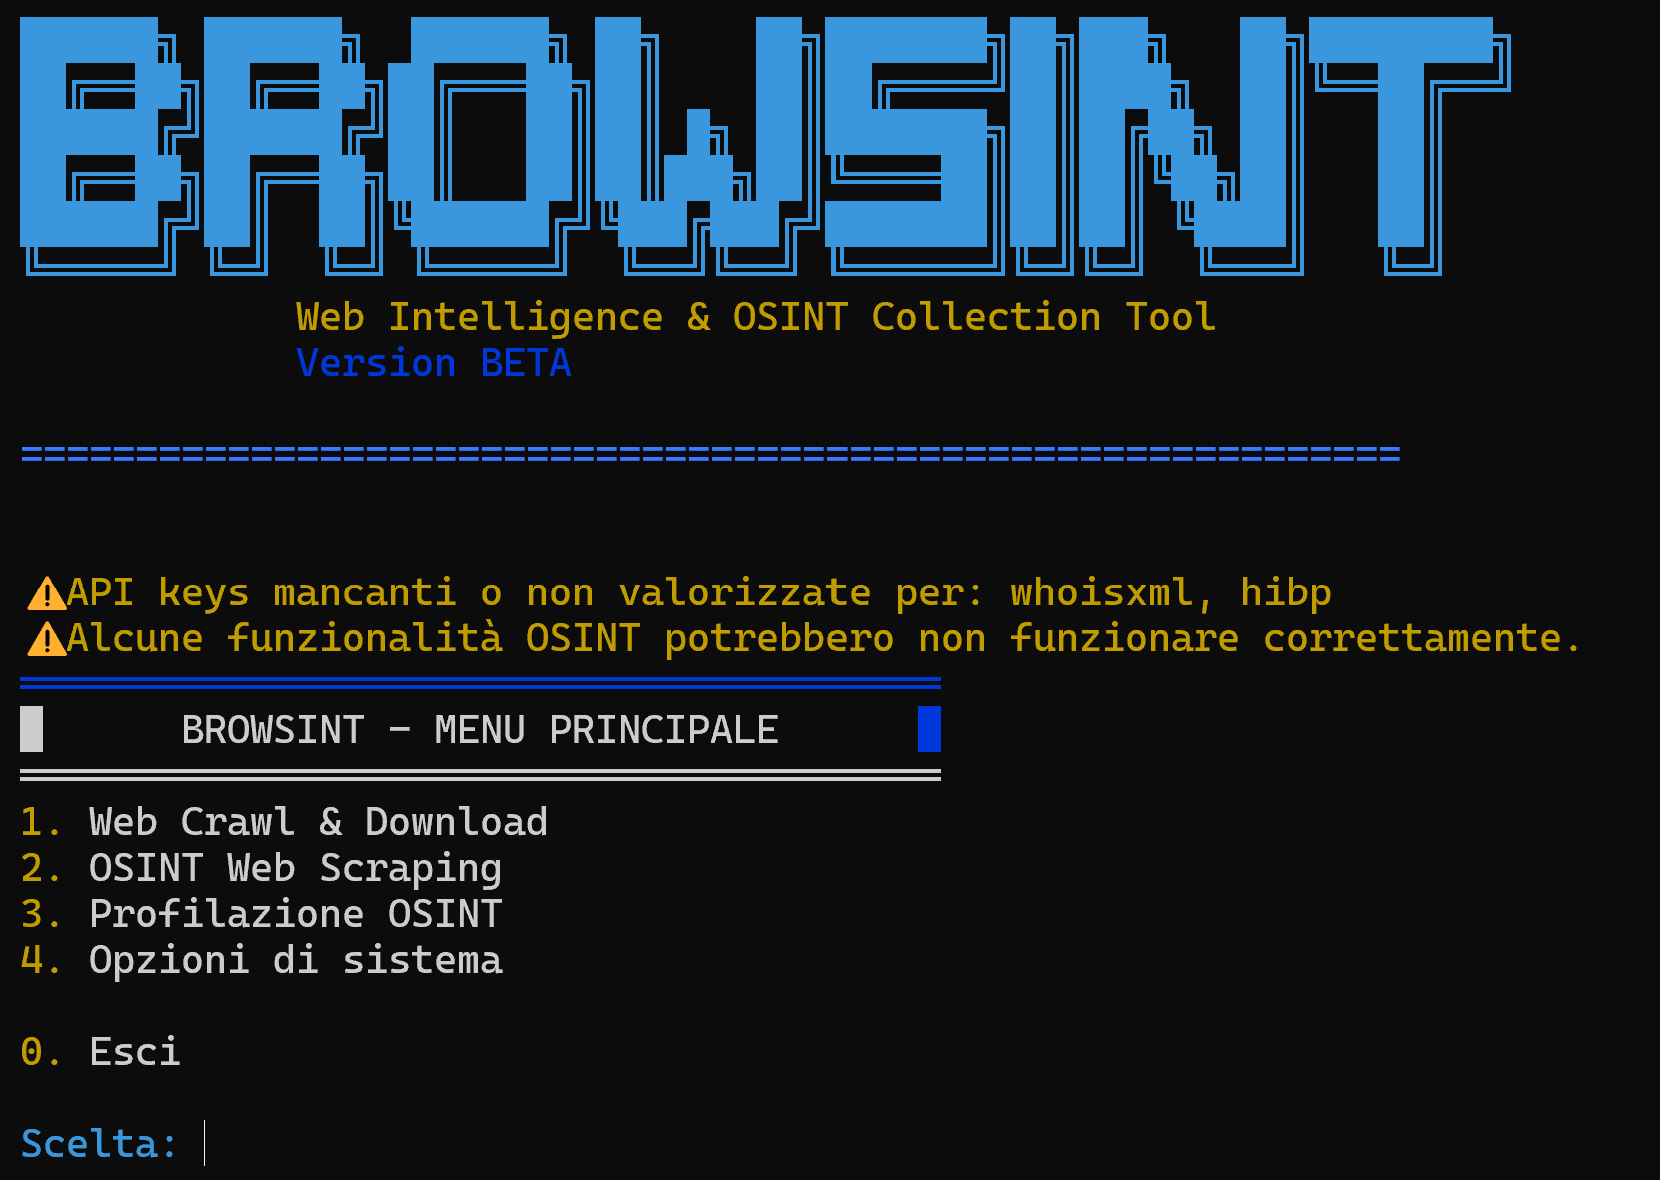 BROWSINT
Web Intelligence & OSINT Collection Tool
Version BETA
============================================================
⚠API keys mancanti o non valorizzate per: whoisxml, hibp
⚠Alcune funzionalità OSINT potrebbero non funzionare correttamente.
BROWSINT – MENU PRINCIPALE
1. Web Crawl & Download
2. OSINT Web Scraping
3. Profilazione OSINT
4. Opzioni di sistema
0. Esci
Scelta: